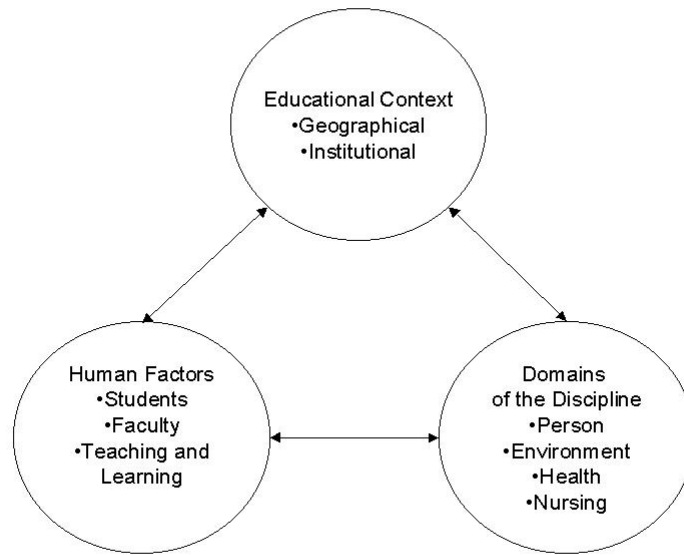 Educational Context
•Geographical
•Institutional
Human Factors
•Students
•Faculty
•Teaching and
Learning
Domains
of the Discipline
•Person
•Environment
•Health
•Nursing